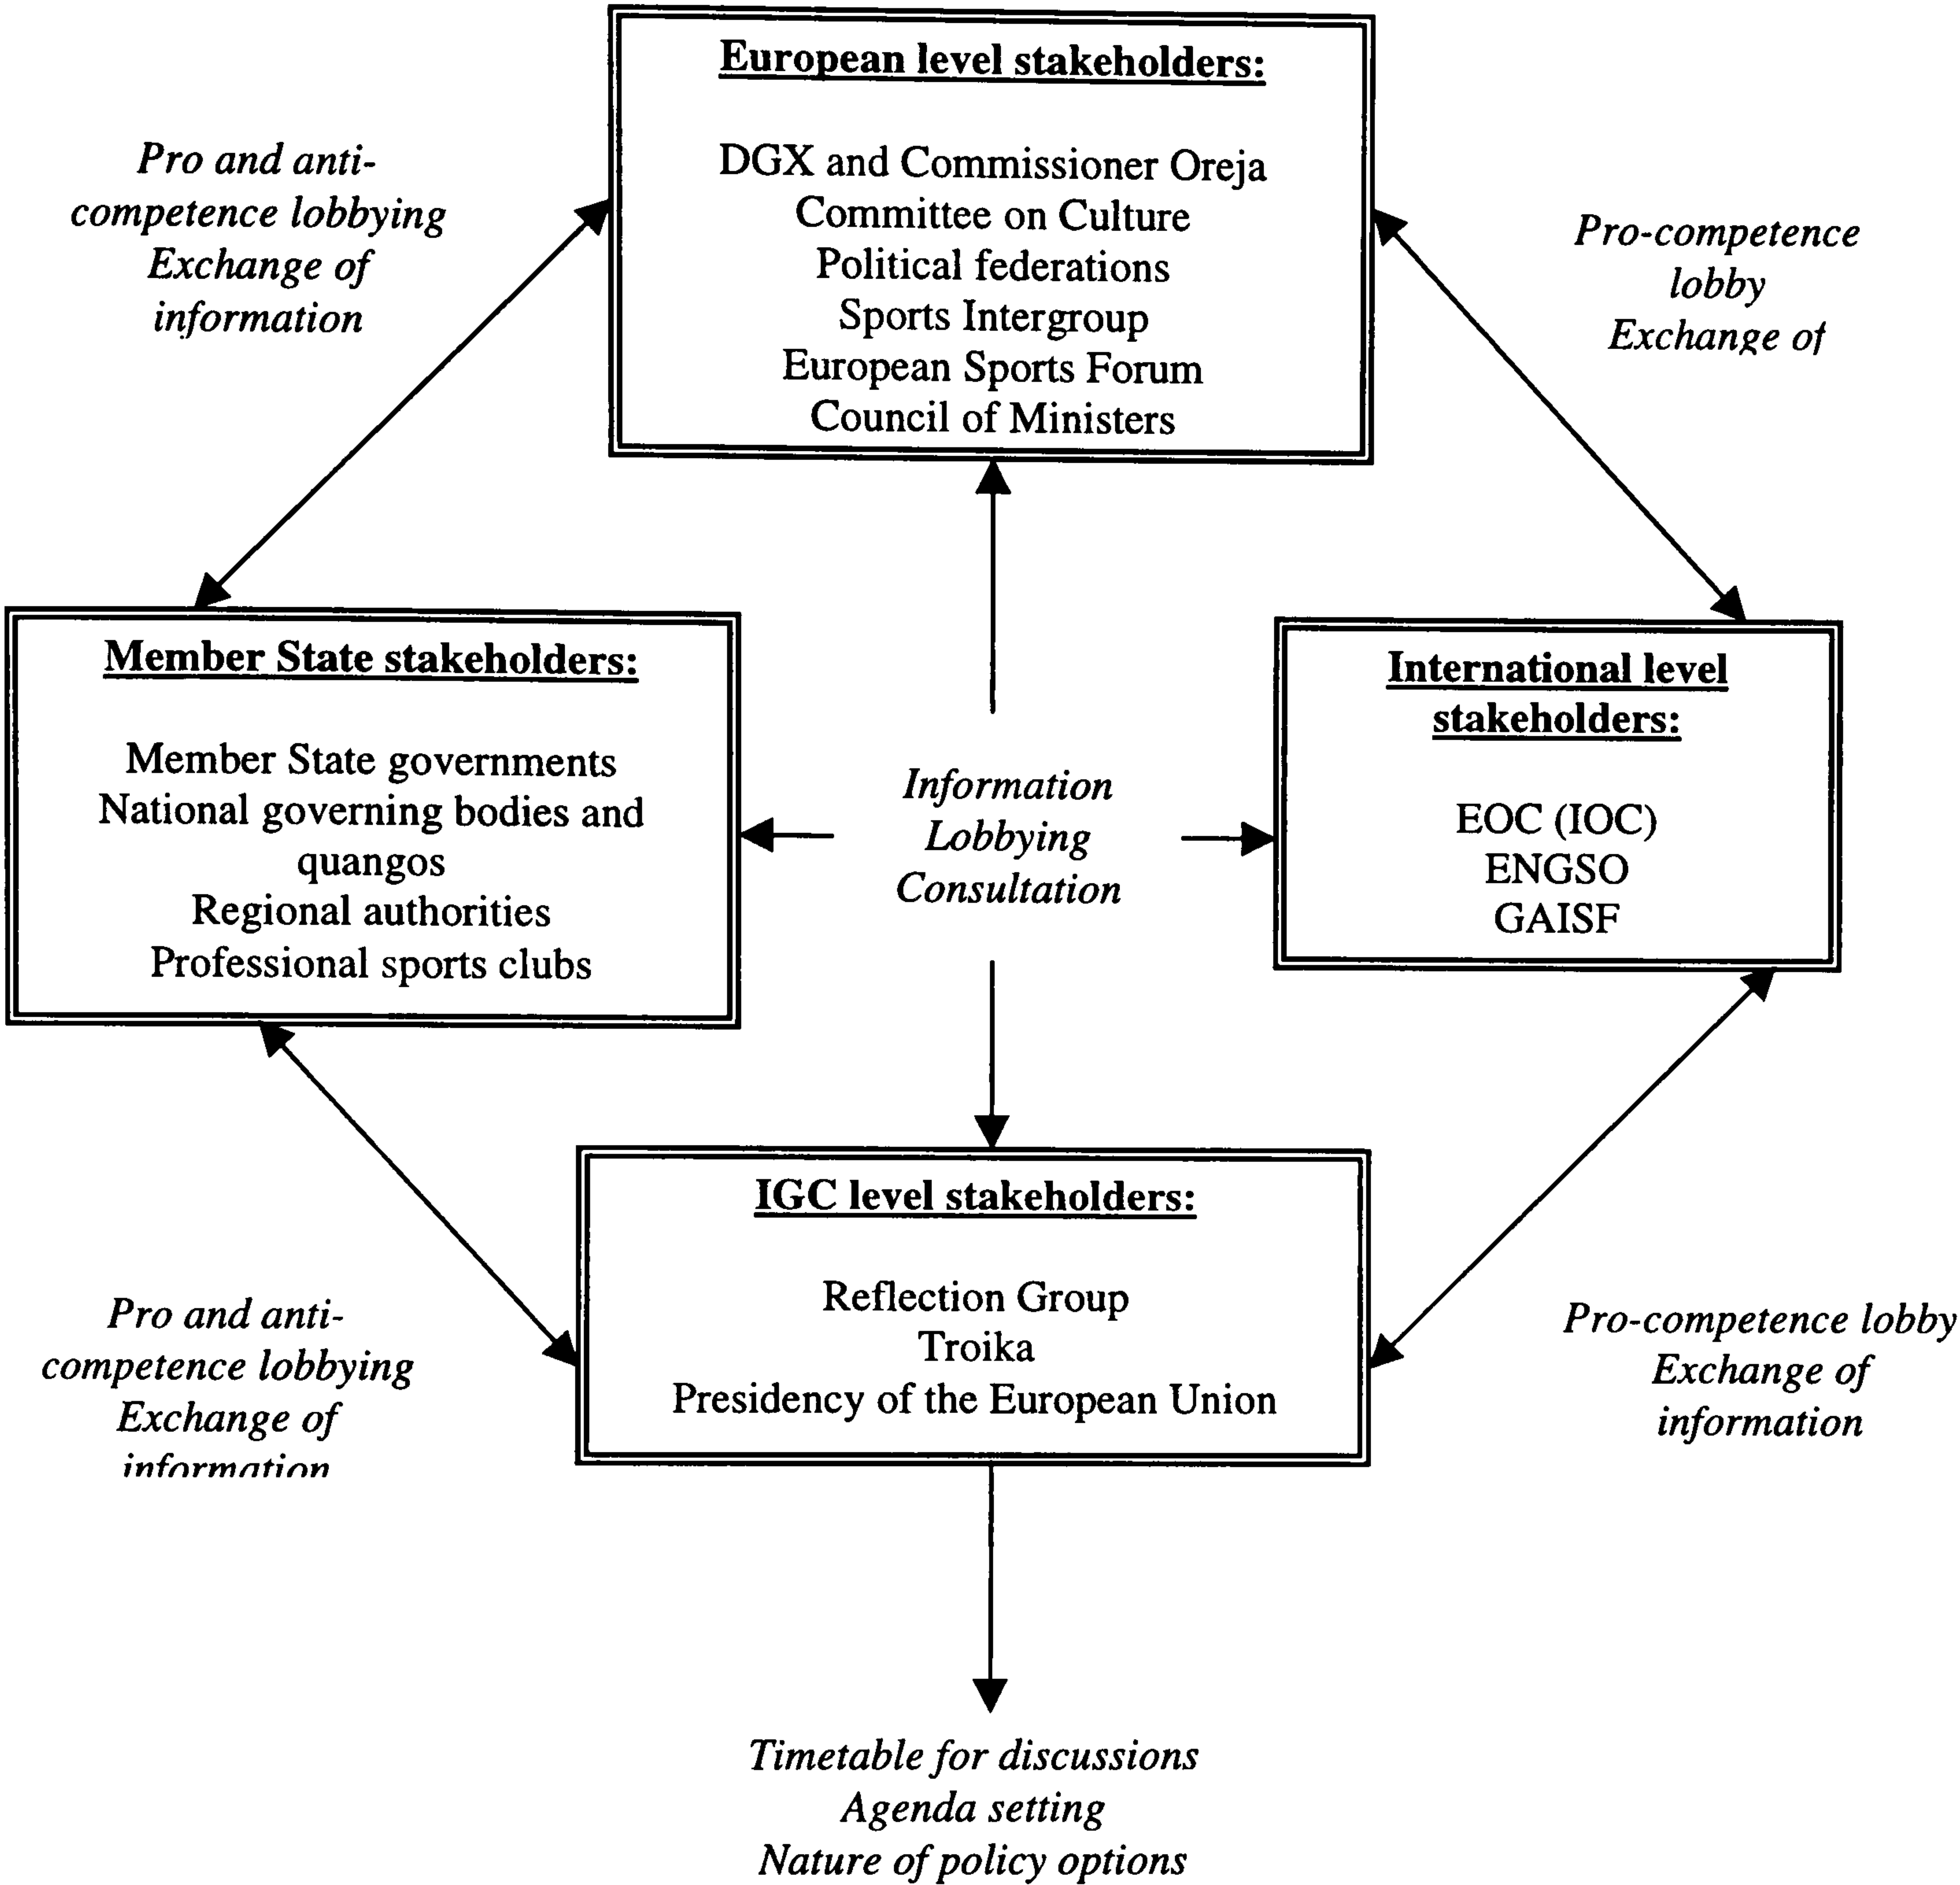 European level stakeholders:
DGX and Commissioner Oreja
Committee on Culture
Political federations
Sports Intergroup
European Sports Forum
Council of Ministers
Pro and anti-
competence lobbying
Exchange of
information
Pro-competence
lobby
Exchange of
Member State stakeholders:
Member State governments
National governing bodies and
quangos
Regional authorities
Professional sports clubs
Information
Lobbying
Consultation
International level
stakeholders:
EOC (IOC)
ENGSO
GAISF
IGC level stakeholders:
Reflection Group
Troika
Presidency of the European Union
Pro and anti-
competence lobbying
Exchange of
information
Pro-competence lobby
Exchange of
information
Timetable for discussions
Agenda setting
Nature of policy options